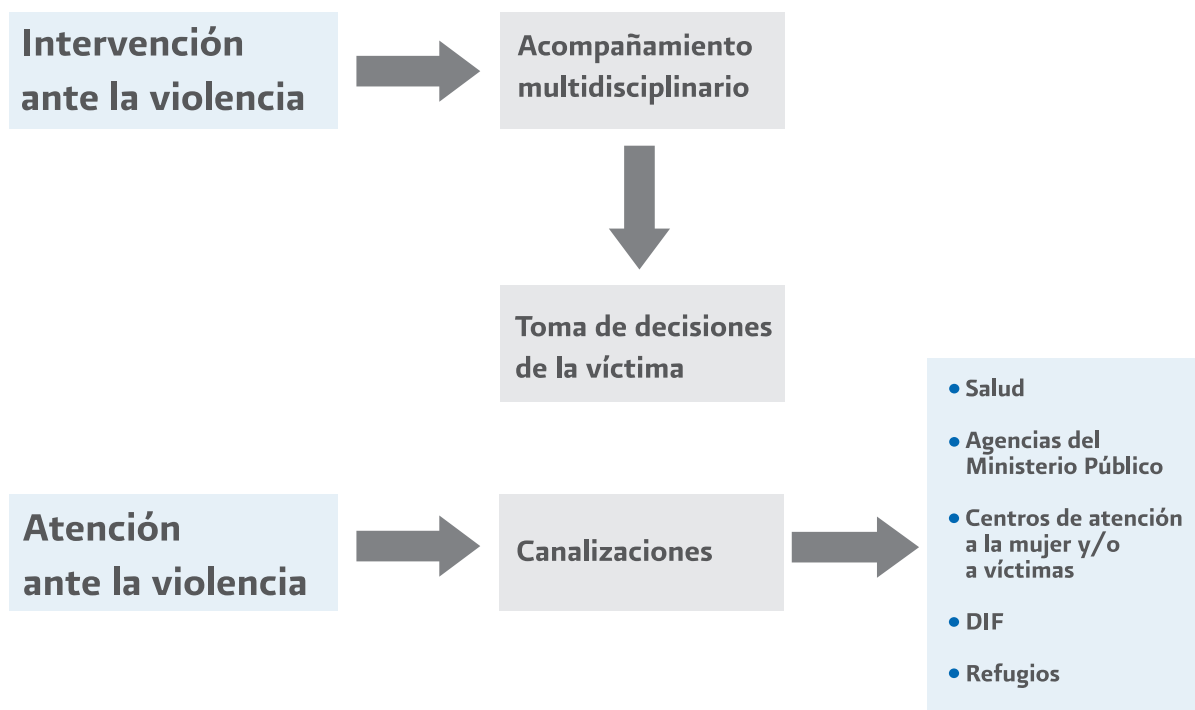 Intervención
ante la violencia
Acompañamiento
multidisciplinario
Toma de decisiones
de la víctima
Atención
ante la violencia
Canalizaciones
• Salud
• Agencias del
Ministerio Público
• Centros de atención
a la mujer y/o
a víctimas
• DIF
• Refugios